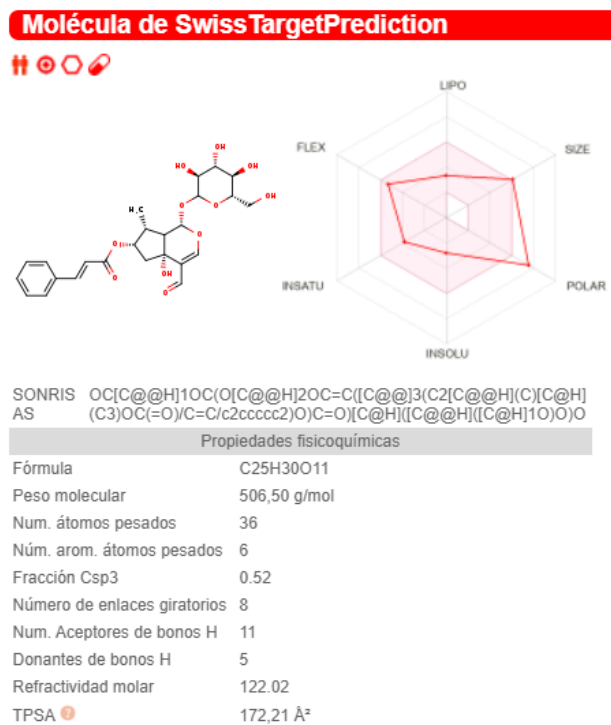 Molécula de SwissTargetPrediction
LIPO
FLEX
SIZE
INSATU
POLAR
INSOLU
H₃C
OH
HO
OH
HO
OH
O
O
OH
O
O
O
OH
O
SONRIS OC[C@@H]1OC(O[C@@H]2OC=C([C@@]3(C2[C@@H](C)[C@H]
AS (C3)OC(=O)/C=C/c2ccccc2)O)C=O)[C@H]([C@@H]([C@H]1O)O)O
Propiedades fisicoquímicas
Fórmula C25H30O11
Peso molecular 506,50 g/mol
Num. átomos pesados 36
Núm. arom. átomos pesados 6
Fracción Csp3 0.52
Número de enlaces giratorios 8
Num. Aceptores de bonos H 11
Donantes de bonos H 5
Refractividad molar 122.02
TPSA ? 172,21 Å²